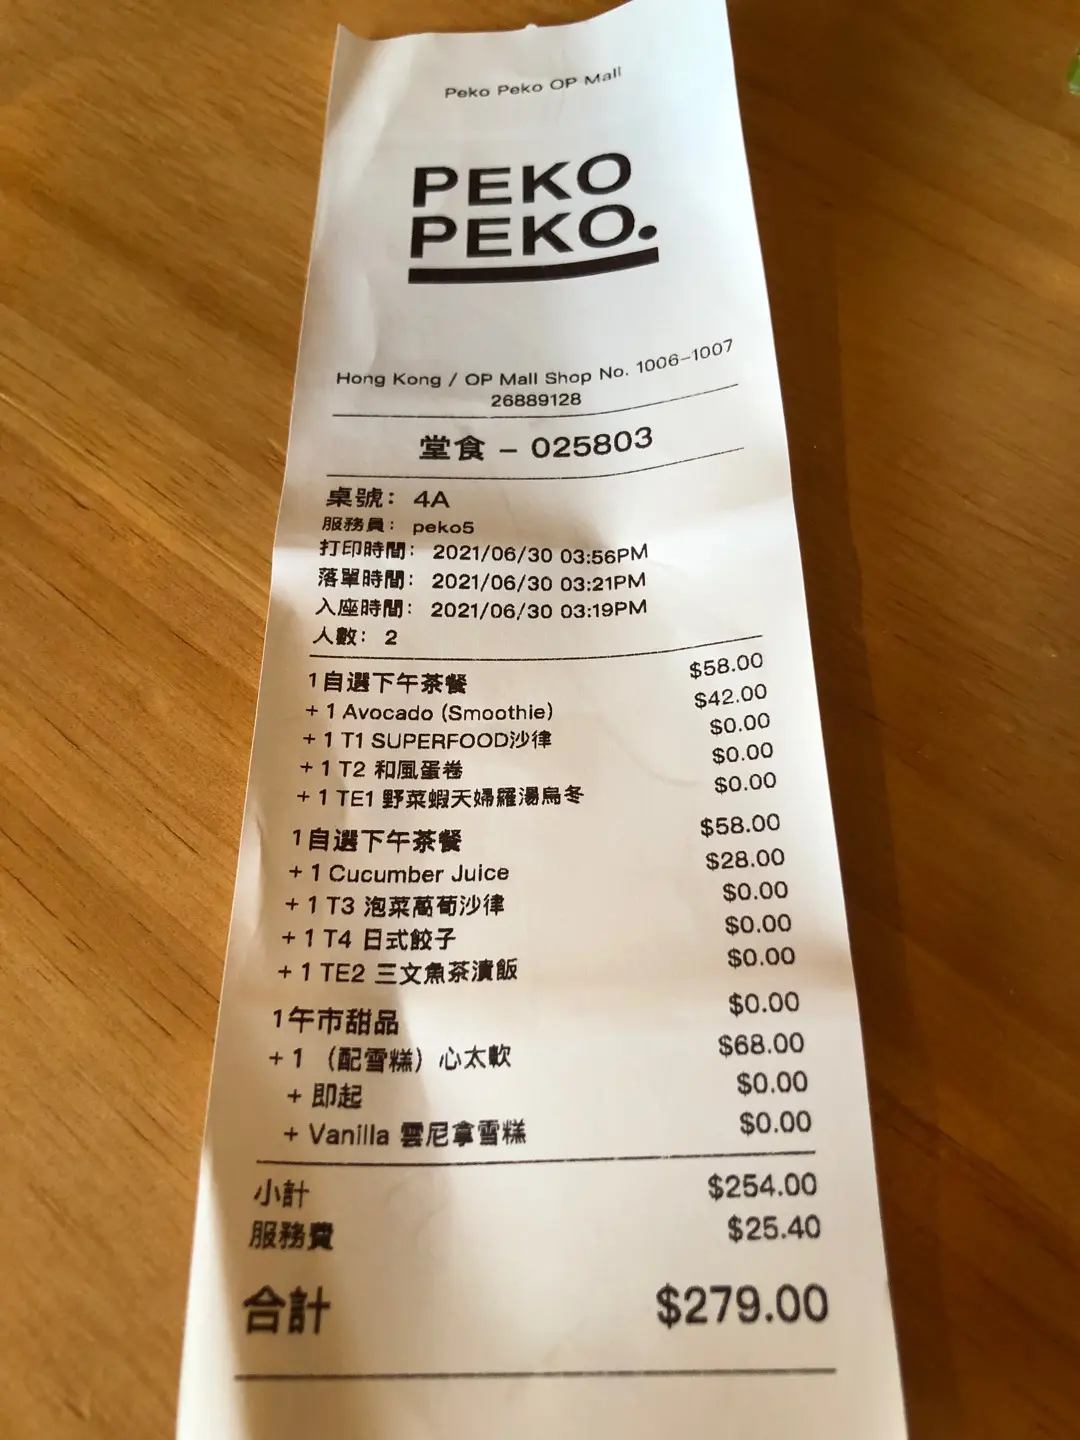 Peko Peko OP Mall
PEKO
PEKO.
Hong Kong / OP Mall Shop No. 1006-1007
26889128
堂食 – 025803
桌號： 4A
服務員： peko5
打印時間： 2021/06/30 03:56PM
落單時間： 2021/06/30 03:21PM
入座時間： 2021/06/30 03:19PM
人數： 2
1 自選下午茶餐 $58.00
+ 1 Avocado (Smoothie) $42.00
+ 1 T1 SUPERFOOD沙律 $0.00
+ 1 T2 和風蛋卷 $0.00
+ 1 TE1 野菜蝦天婦羅湯烏冬 $0.00
1 自選下午茶餐 $58.00
+ 1 Cucumber Juice $28.00
+ 1 T3 泡菜萵筍沙律 $0.00
+ 1 T4 日式餃子 $0.00
+ 1 TE2 三文魚茶漬飯 $0.00
1 午市甜品 $0.00
+ 1 （配雪糕）心太軟 $68.00
+ 即起 $0.00
+ Vanilla 雲尼拿雪糕 $0.00
小計 $254.00
服務費 $25.40
合計 $279.00